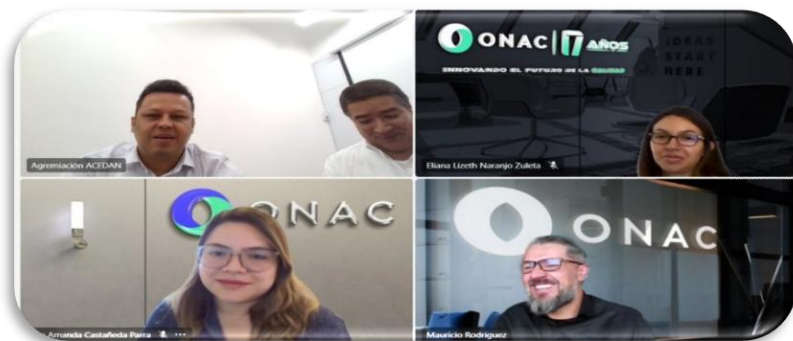 Agremiación ACEDAN
ONAC
17 AÑOS
INNOVANDO EL FUTURO DE LA CALIDAD
IDEAS
START
HERE
Eliana Lizeth Naranjo Zuleta
ONAC
Amanda Castañeda Parra
ONAC
Mauricio Rodriguez